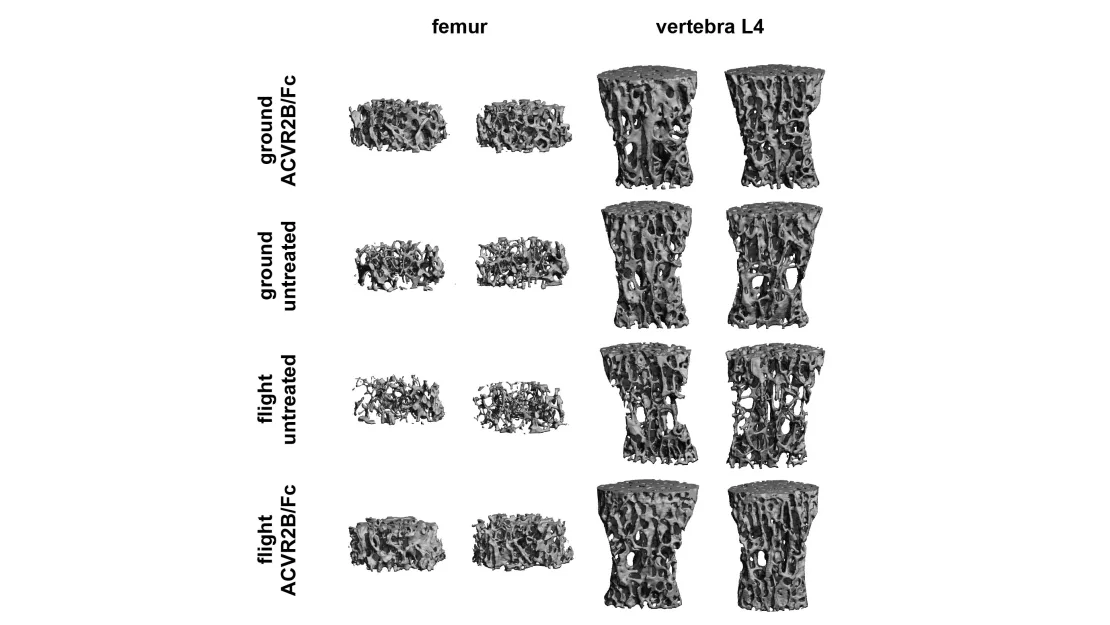 femur
vertebra L4
ground
ACVR2B/Fc
ground
untreated
flight
untreated
flight
ACVR2B/Fc